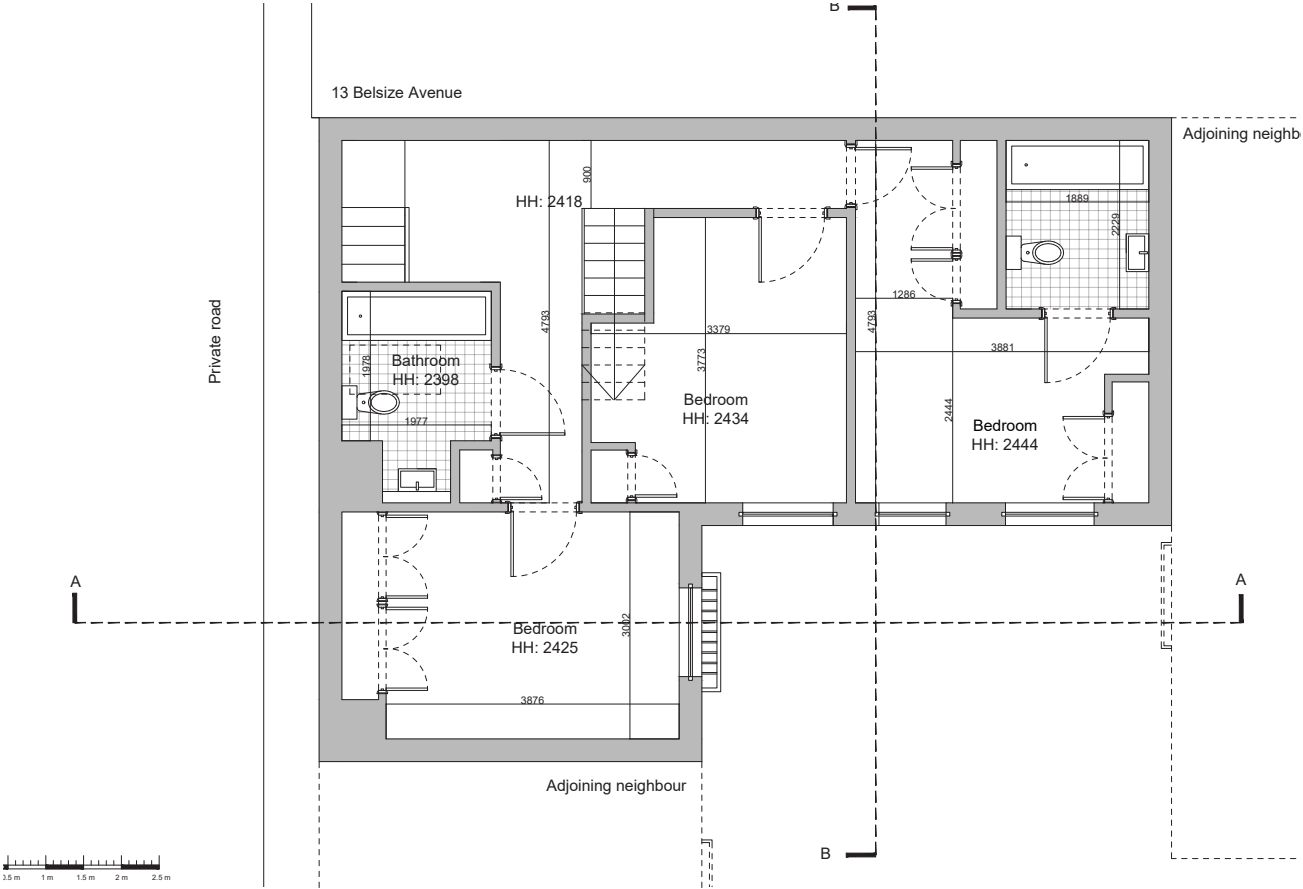 B
13 Belsize Avenue
Adjoining neighb
900
HH: 2418
1889
2229
Private road
1286
4793
4793
3379
3773
3881
1978
Bathroom
HH: 2398
1977
Bedroom
HH: 2434
2444
Bedroom
HH: 2444
A
A
Bedroom
HH: 2425
3002
3876
Adjoining neighbour
B
0.5 m 1 m 1.5 m 2 m 2.5 m